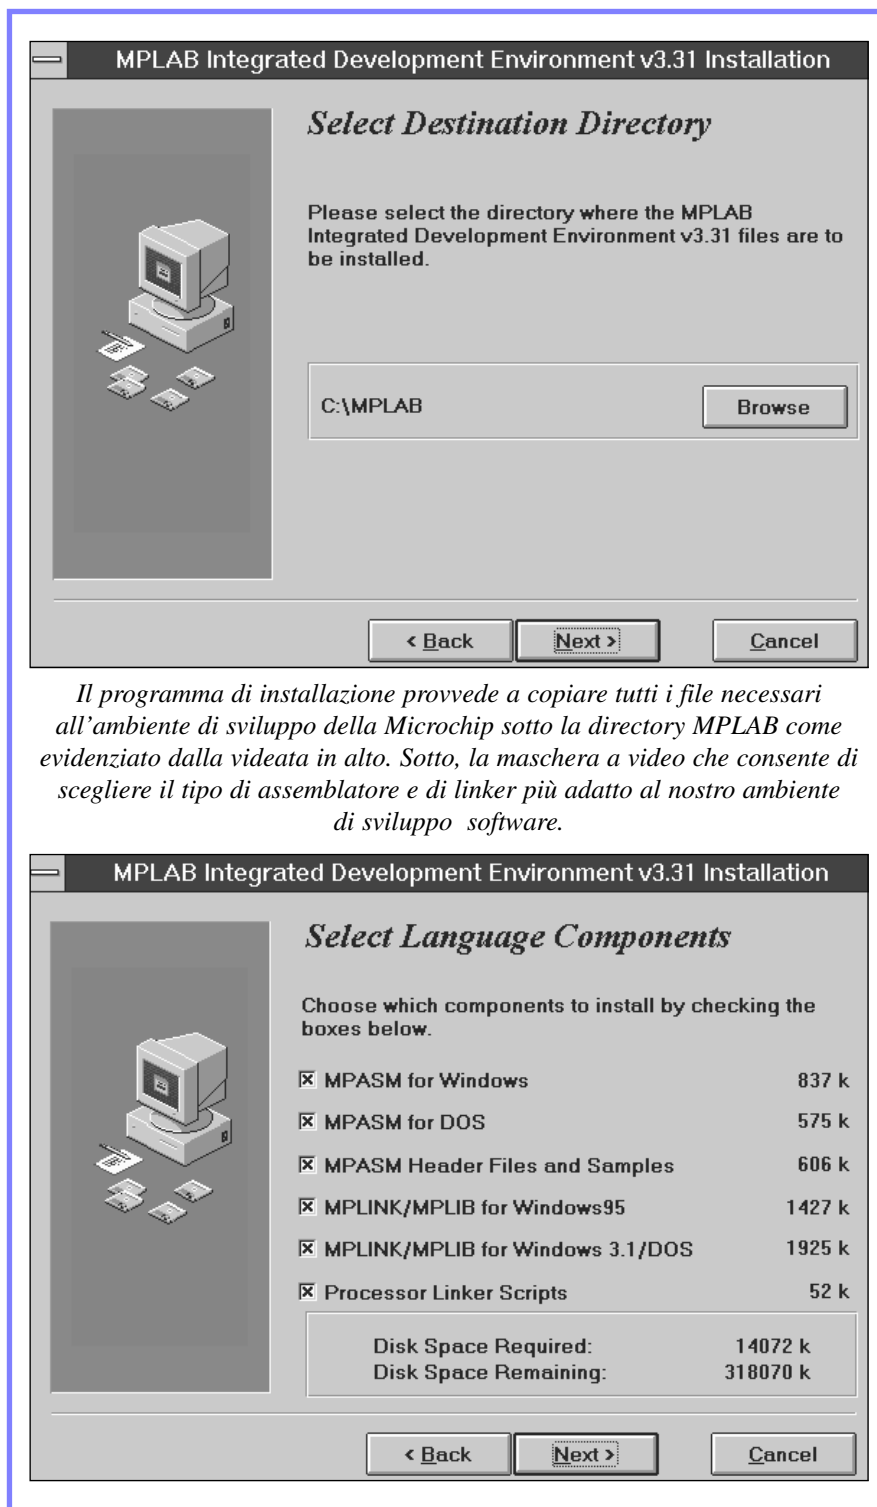 MPLAB Integrated Development Environment v3.31 Installation
Select Destination Directory
Please select the directory where the MPLAB
Integrated Development Environment v3.31 files are to
be installed.
C:\MPLAB
Browse
< Back
Next >
Cancel
Il programma di installazione provvede a copiare tutti i file necessari
all’ambiente di sviluppo della Microchip sotto la directory MPLAB come
evidenziato dalla videata in alto. Sotto, la maschera a video che consente di
scegliere il tipo di assemblatore e di linker più adatto al nostro ambiente
di sviluppo software.
MPLAB Integrated Development Environment v3.31 Installation
Select Language Components
Choose which components to install by checking the
boxes below.
MPASM for Windows 837 k
MPASM for DOS 575 k
MPASM Header Files and Samples 606 k
MPLINK/MPLIB for Windows95 1427 k
MPLINK/MPLIB for Windows 3.1/DOS 1925 k
Processor Linker Scripts 52 k
Disk Space Required: 14072 k
Disk Space Remaining: 318070 k
< Back
Next >
Cancel